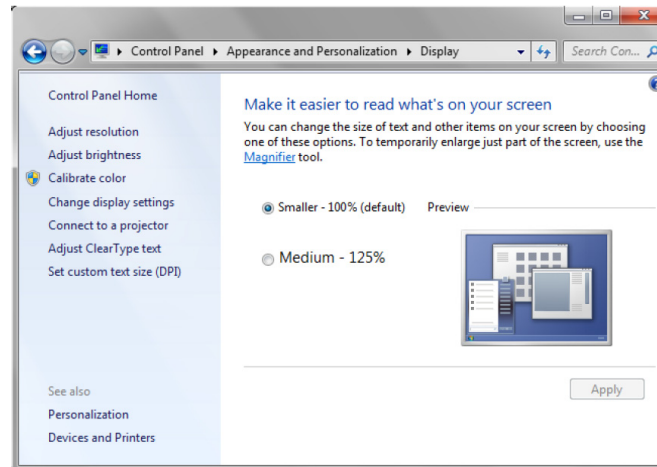 Control Panel
Appearance and Personalization
Display
Search Con...
Control Panel Home
Adjust resolution
Adjust brightness
Calibrate color
Change display settings
Connect to a projector
Adjust ClearType text
Set custom text size (DPI)
See also
Personalization
Devices and Printers
Make it easier to read what's on your screen
You can change the size of text and other items on your screen by choosing
one of these options. To temporarily enlarge just part of the screen, use the
Magnifier tool.
Smaller - 100% (default)
Preview
Medium - 125%
Apply